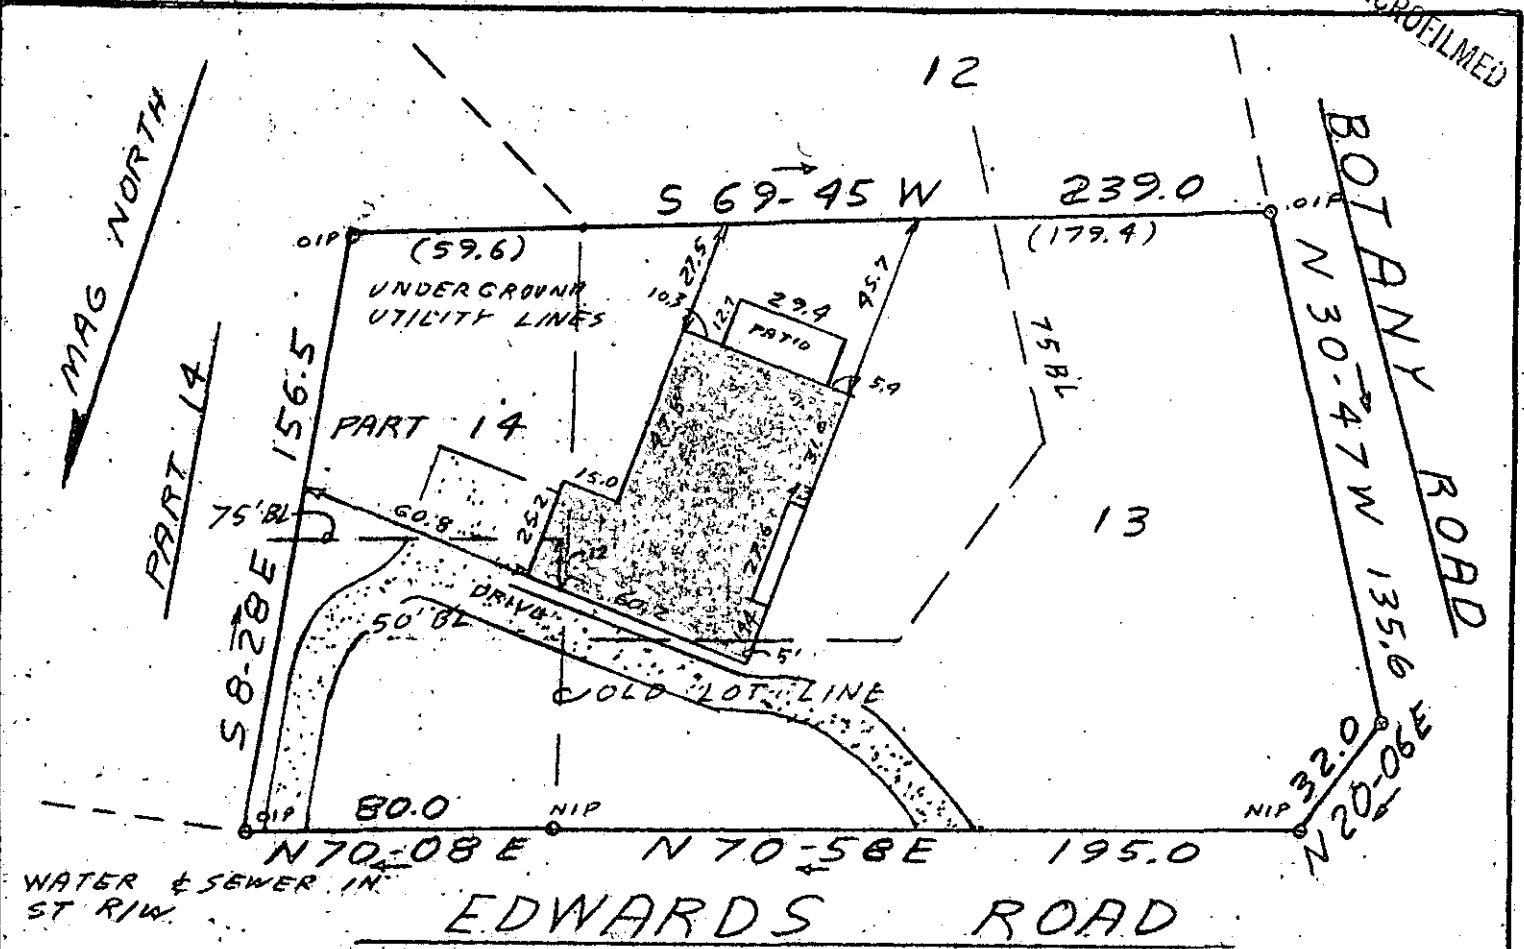 MICROFILMED
12
MAG NORTH
S 69-45 W 239.0
OIP
OIP
(59.6)
(179.4)
BOTANY ROAD
UNDERGROUND
UTILITY LINES
27.5
10.3
12.7
29.4
PATIO
45.7
75 BL
N 30-47 W 135.6
PART 14
156.5
PART 14
5.9
47.5
15.0
75' BL
60.8
25.2
12
27.6
13
S 8-28 E
DRIVE
60.2
50' BL
14.4
5'
OLD LOT LINE
32.0
N 20-06 E
OIP
80.0
NIP
NIP
N 70-08 E
N 70-58 E
195.0
WATER & SEWER IN
ST R/W
EDWARDS ROAD